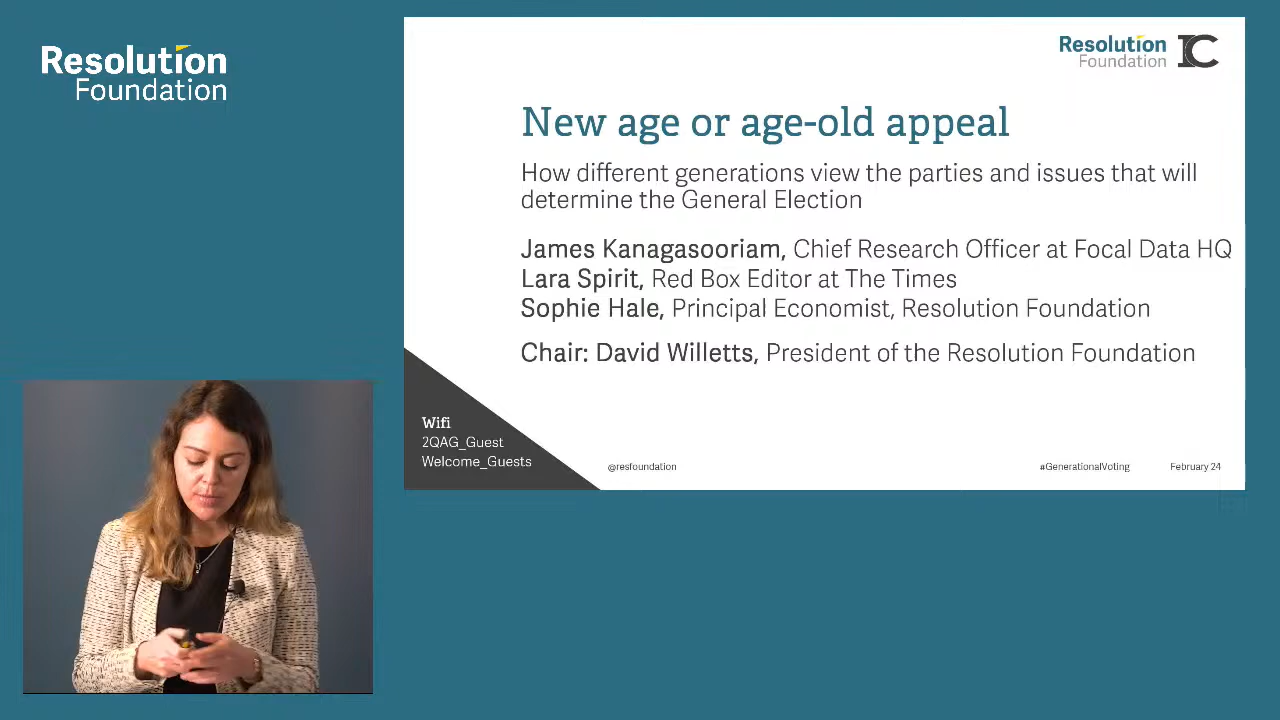 Resolution
Foundation
Resolution
Foundation
IC
New age or age-old appeal
How different generations view the parties and issues that will
determine the General Election
James Kanagasooriam, Chief Research Officer at Focal Data HQ
Lara Spirit, Red Box Editor at The Times
Sophie Hale, Principal Economist, Resolution Foundation
Chair: David Willetts, President of the Resolution Foundation
Wifi
2QAG_Guest
Welcome_Guests
@resfoundation
#GenerationalVoting
February 24